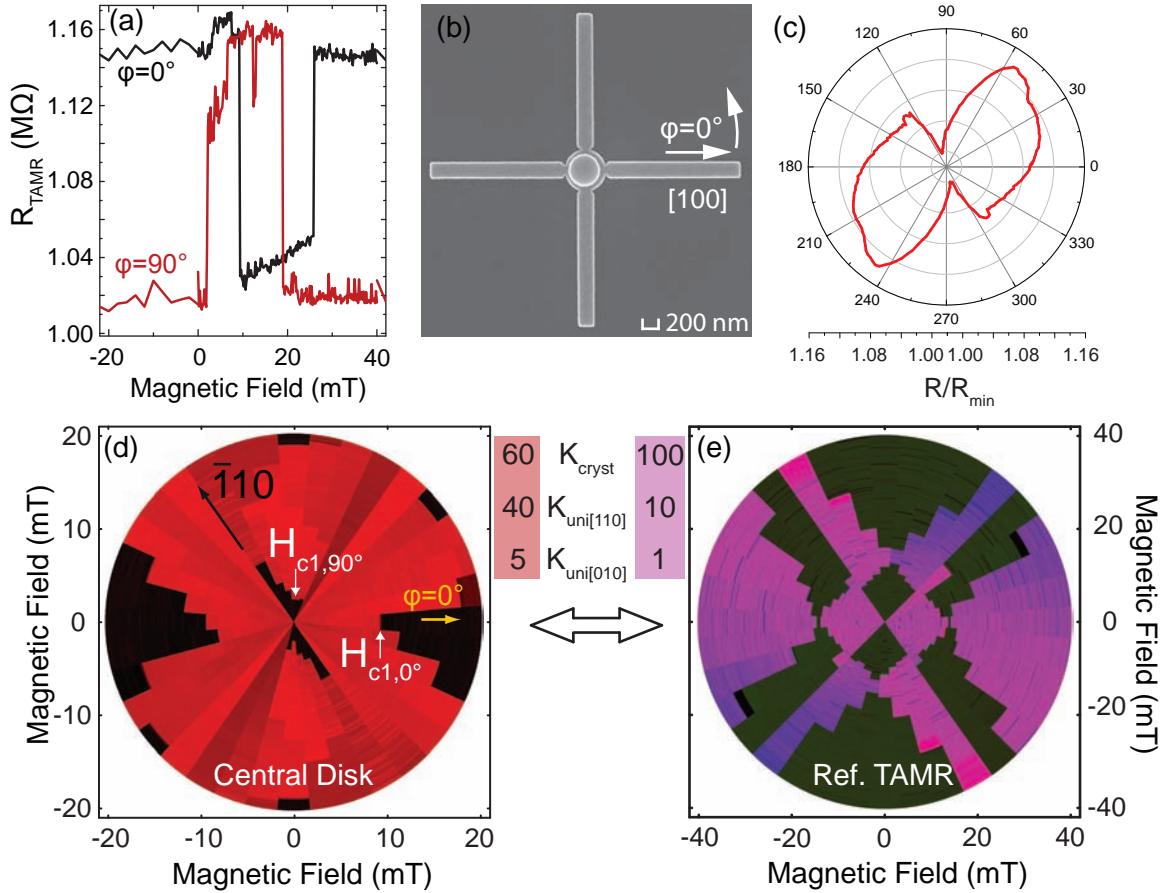 (a)
R_TAMR (MΩ)
1.16
1.12
1.08
1.04
1.00
φ=0°
φ=90°
-20 0 20 40
Magnetic Field (mT)
(b)
φ=0°
[100]
200 nm
(c)
90
120 60
150 30
180 0
210 330
240 300
270
1.16 1.08 1.00 1.00 1.08 1.16
R/R_min
(d)
Magnetic Field (mT)
20
10
0
-10
-20
1̄10
H_c1,90°
φ=0°
H_c1,0°
Central Disk
-20 -10 0 10 20
Magnetic Field (mT)
60 K_cryst 100
40 K_uni[110] 10
5 K_uni[010] 1
(e)
Ref. TAMR
40
20
0
-20
-40
Magnetic Field (mT)
-40 -20 0 20 40
Magnetic Field (mT)